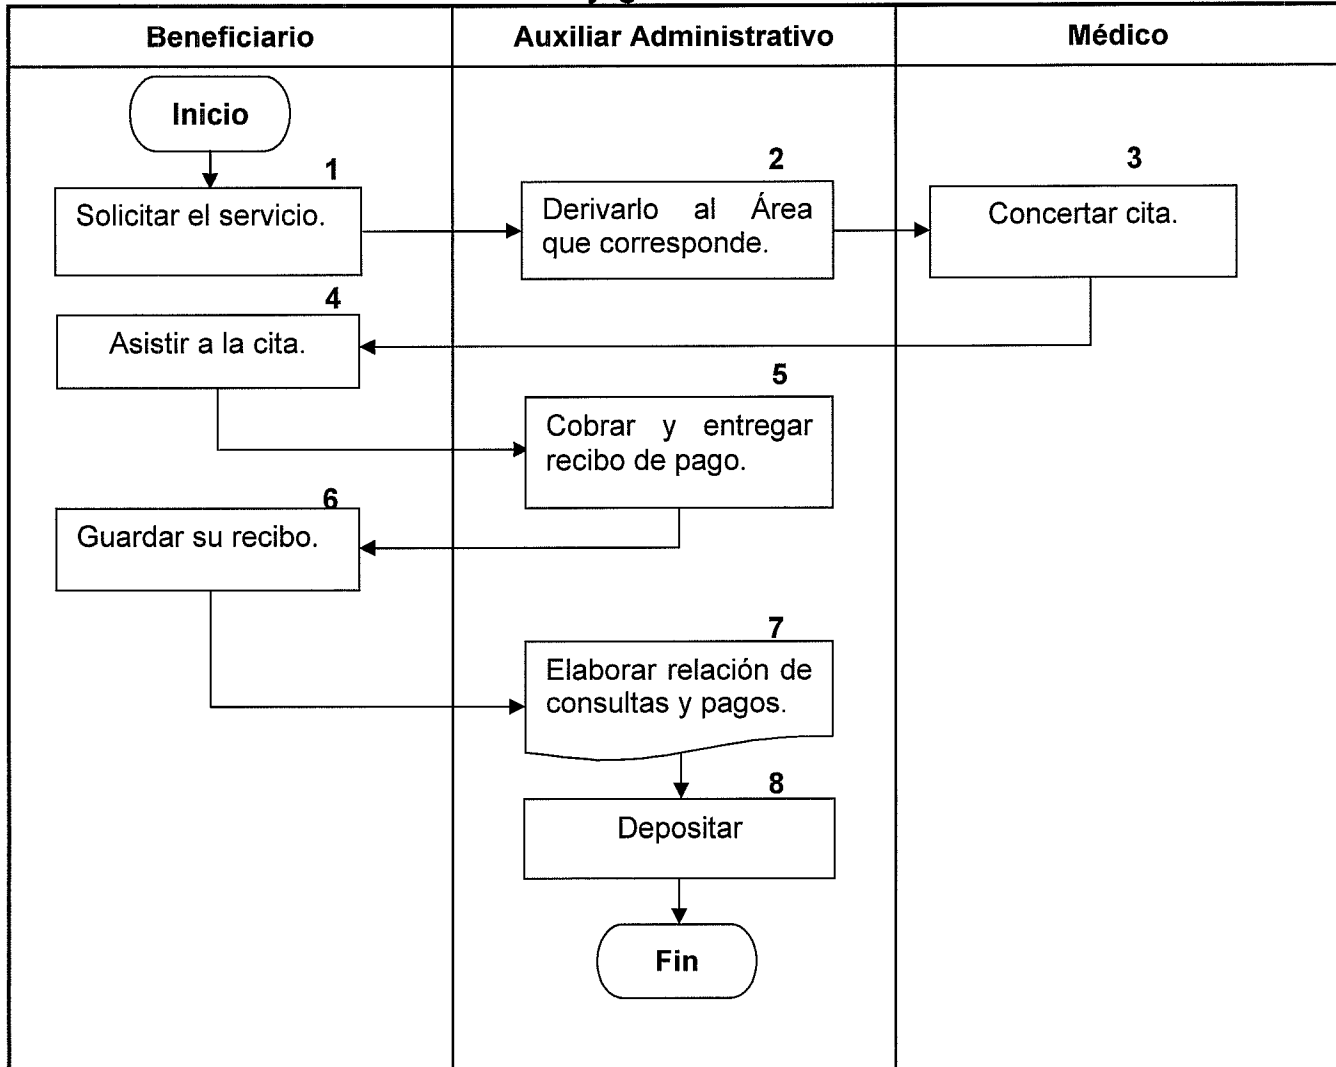 Beneficiario
Auxiliar Administrativo
Médico
Inicio
1
Solicitar el servicio.
2
Derivarlo al Área
que corresponde.
3
Concertar cita.
4
Asistir a la cita.
5
Cobrar y entregar
recibo de pago.
6
Guardar su recibo.
7
Elaborar relación de
consultas y pagos.
8
Depositar
Fin